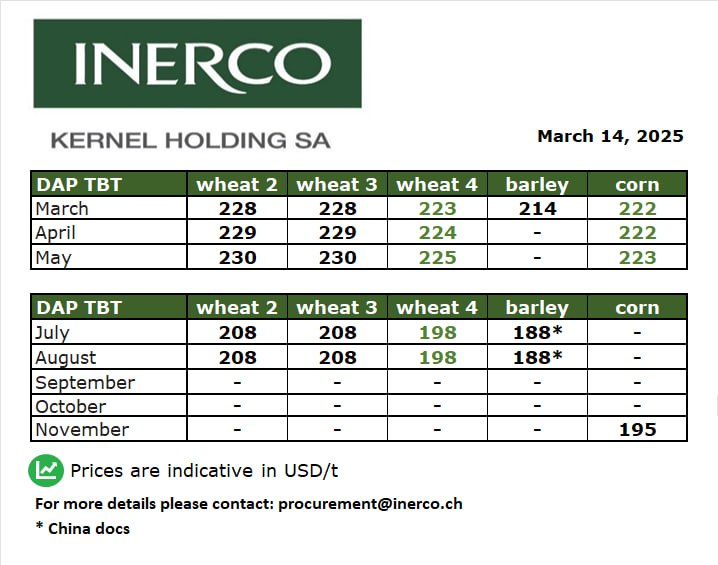 INERCO
KERNEL HOLDING SA
March 14, 2025
DAP TBT wheat 2 wheat 3 wheat 4 barley corn
March 228 228 223 214 222
April 229 229 224 - 222
May 230 230 225 - 223
DAP TBT wheat 2 wheat 3 wheat 4 barley corn
July 208 208 198 188* -
August 208 208 198 188* -
September - - - - -
October - - - - -
November - - - - 195
Prices are indicative in USD/t
For more details please contact: procurement@inerco.ch
* China docs